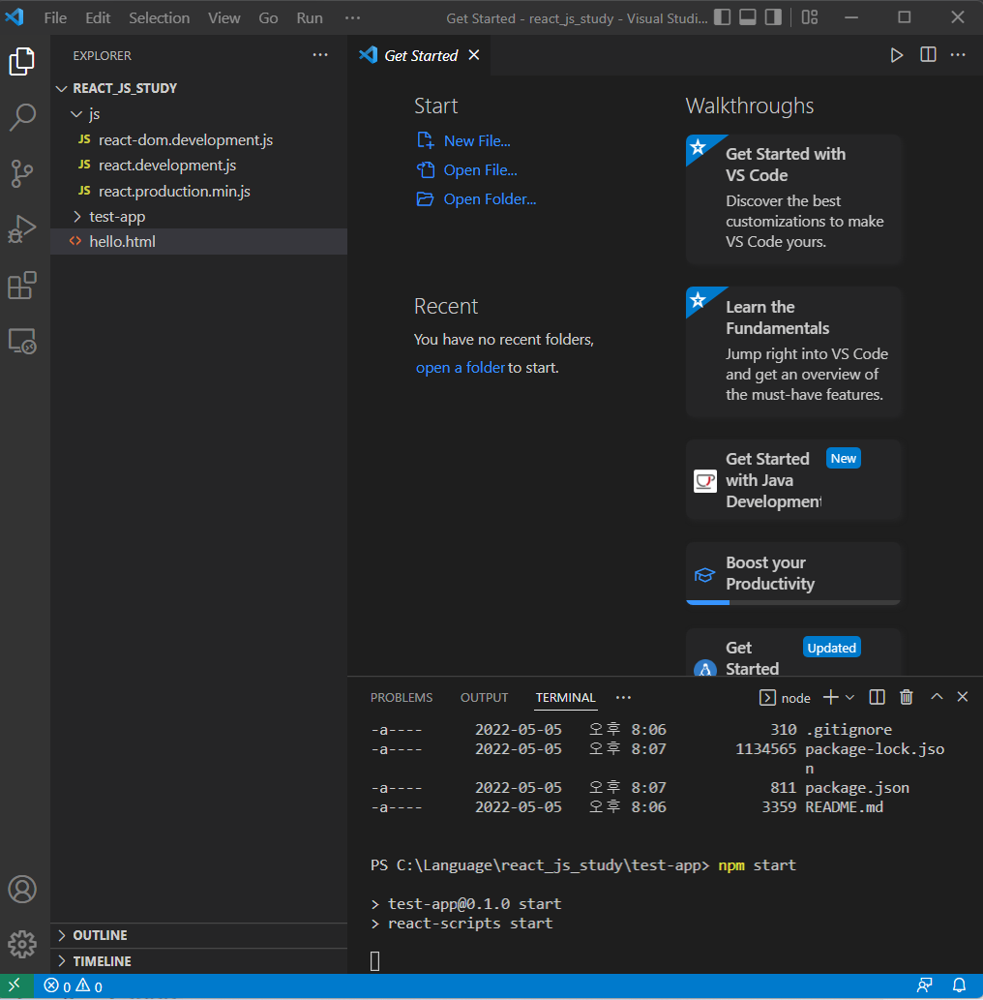 File Edit Selection View Go Run ··· Get Started - react_js_study - Visual Studi...
EXPLORER ···
REACT_JS_STUDY
js
JS react-dom.development.js
JS react.development.js
JS react.production.min.js
test-app
<> hello.html
OUTLINE
TIMELINE
Get Started
Start
New File...
Open File...
Open Folder...
Recent
You have no recent folders,
open a folder to start.
Walkthroughs
Get Started with
VS Code
Discover the best
customizations to make
VS Code yours.
Learn the
Fundamentals
Jump right into VS Code
and get an overview of
the must-have features.
Get Started New
with Java
Development
Boost your
Productivity
Get Updated
Started
PROBLEMS OUTPUT TERMINAL ··· node
-a---- 2022-05-05 오후 8:06 310 .gitignore
-a---- 2022-05-05 오후 8:07 1134565 package-lock.jso
n
-a---- 2022-05-05 오후 8:07 811 package.json
-a---- 2022-05-05 오후 8:06 3359 README.md
PS C:\Language\react_js_study\test-app> npm start
> test-app@0.1.0 start
> react-scripts start
0 0